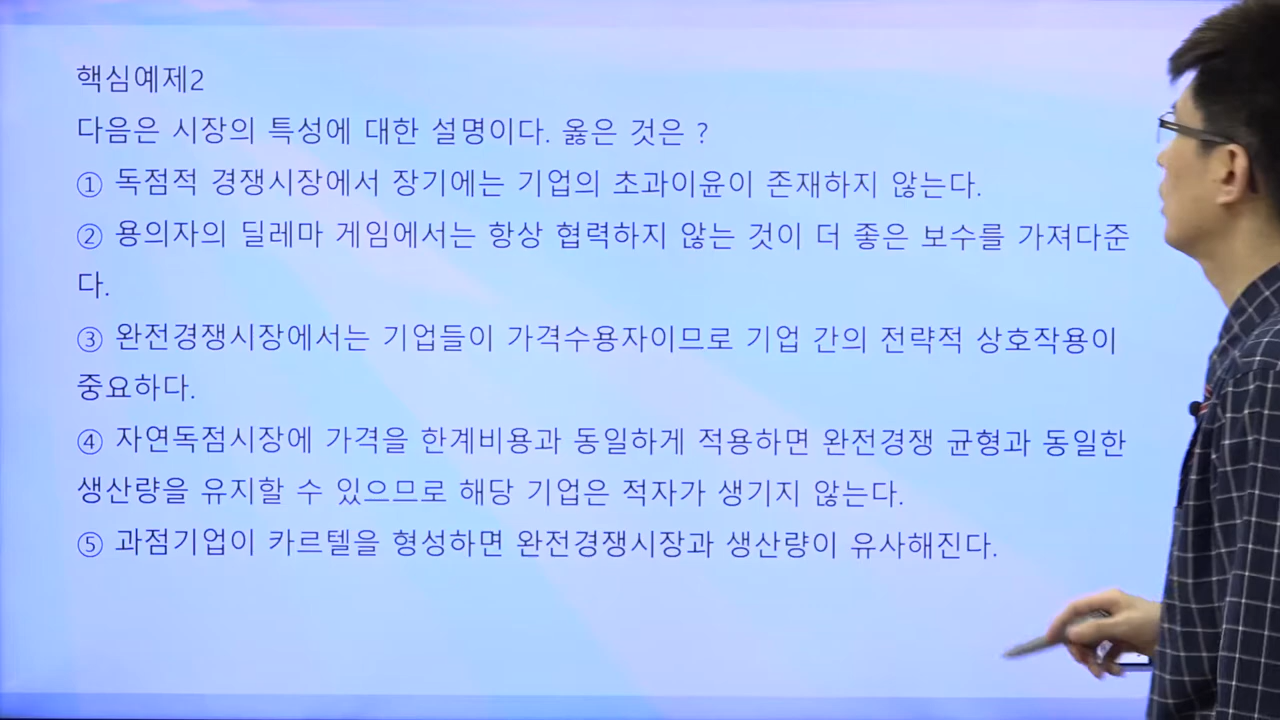 핵심예제2
다음은 시장의 특성에 대한 설명이다. 옳은 것은 ?
① 독점적 경쟁시장에서 장기에는 기업의 초과이윤이 존재하지 않는다.
② 용의자의 딜레마 게임에서는 항상 협력하지 않는 것이 더 좋은 보수를 가져다준
다.
③ 완전경쟁시장에서는 기업들이 가격수용자이므로 기업 간의 전략적 상호작용이
중요하다.
④ 자연독점시장에 가격을 한계비용과 동일하게 적용하면 완전경쟁 균형과 동일한
생산량을 유지할 수 있으므로 해당 기업은 적자가 생기지 않는다.
⑤ 과점기업이 카르텔을 형성하면 완전경쟁시장과 생산량이 유사해진다.